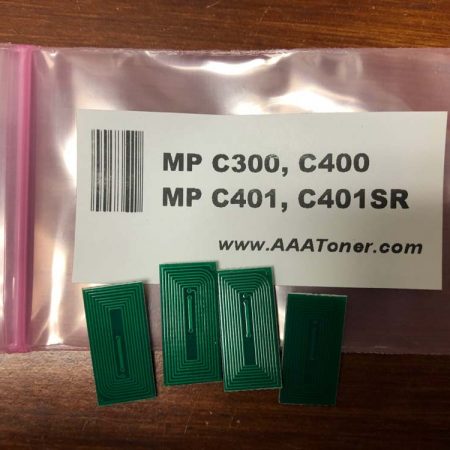 MP C300, C400
MP C401, C401SR
www.AAAToner.com